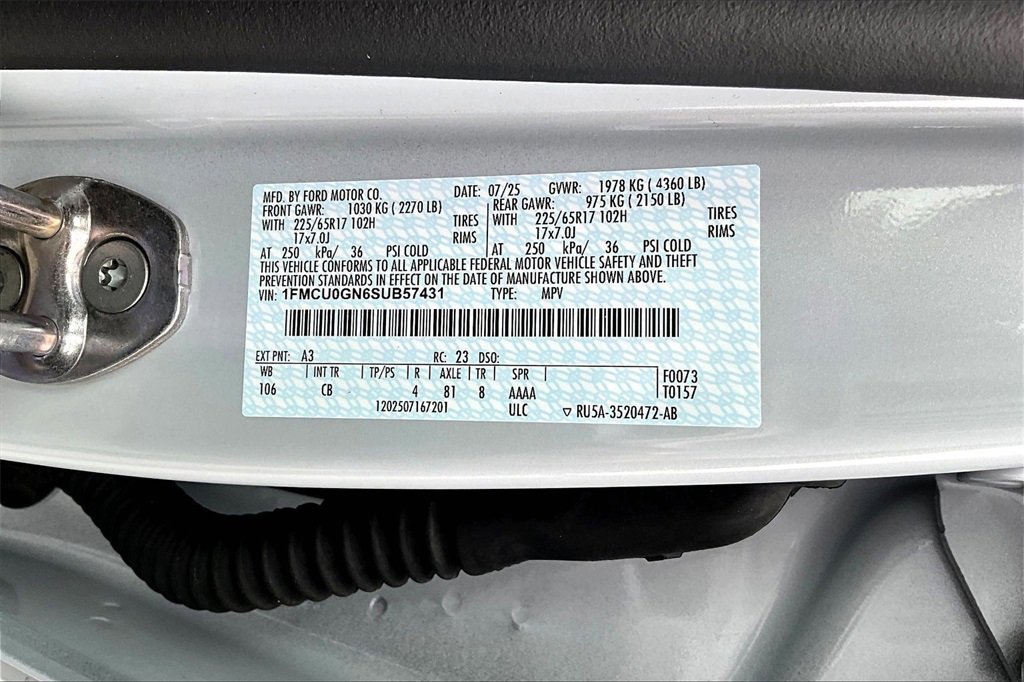 MFD. BY FORD MOTOR CO. DATE: 07/25 GVWR: 1978 KG ( 4360 LB)
FRONT GAWR: 1030 KG ( 2270 LB) REAR GAWR: 975 KG ( 2150 LB)
WITH 225/65R17 102H TIRES WITH 225/65R17 102H TIRES
17x7.0J RIMS 17x7.0J RIMS
AT 250 kPa/ 36 PSI COLD AT 250 kPa/ 36 PSI COLD
THIS VEHICLE CONFORMS TO ALL APPLICABLE FEDERAL MOTOR VEHICLE SAFETY AND THEFT
PREVENTION STANDARDS IN EFFECT ON THE DATE OF MANUFACTURE SHOWN ABOVE.
VIN: 1FMCU0GN6SUB57431 TYPE: MPV
EXT PNT: A3 RC: 23 DSO:
WB INT TR TP/PS R AXLE TR SPR F0073
106 CB 4 81 8 AAAA T0157
1202507167201 ULC ▽ RU5A-3520472-AB